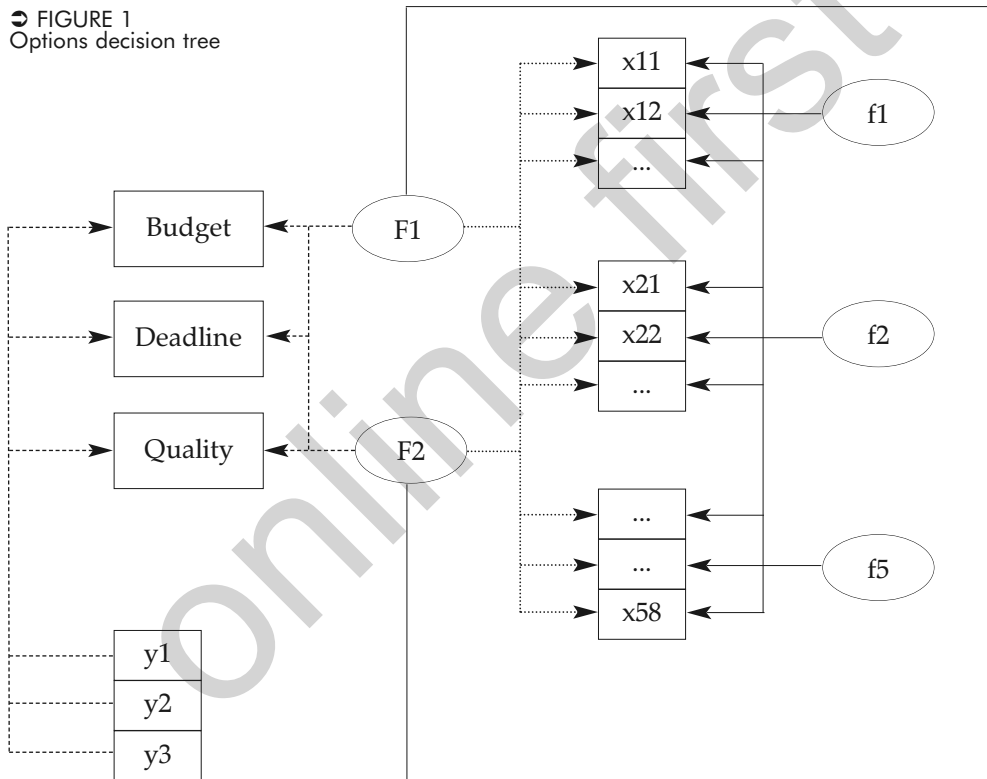 ➲ FIGURE 1
Options decision tree
x11
x12
...
f1
Budget
F1
x21
x22
...
f2
Deadline
Quality
F2
...
...
x58
f5
y1
y2
y3
online first